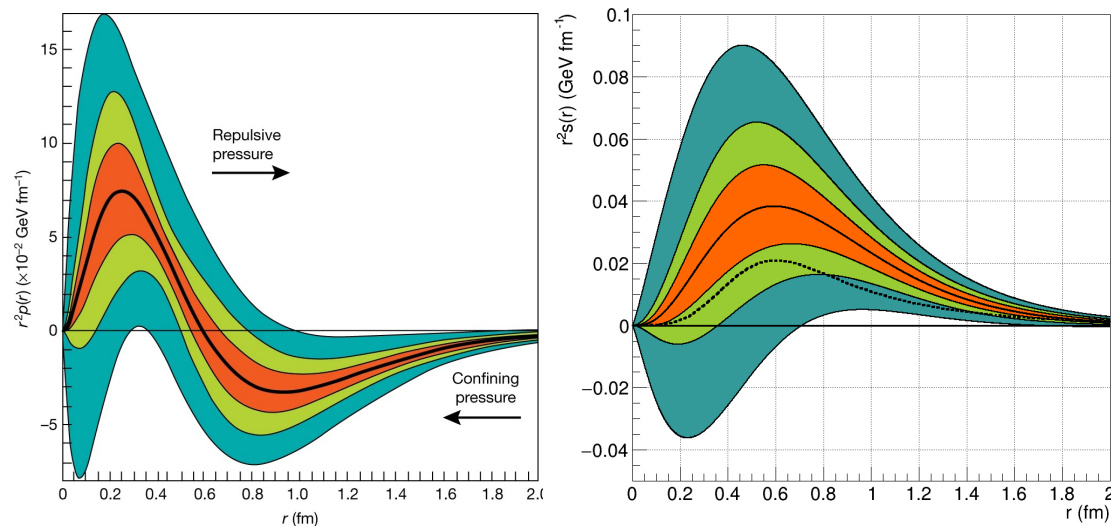 r²p(r) (×10⁻² GeV fm⁻¹)
15
10
5
0
−5
Repulsive
pressure
Confining
pressure
0 0.2 0.4 0.6 0.8 1.0 1.2 1.4 1.6 1.8 2.0
r (fm)
r²s(r) (GeV fm⁻¹)
0.1
0.08
0.06
0.04
0.02
0
−0.02
−0.04
0 0.2 0.4 0.6 0.8 1 1.2 1.4 1.6 1.8 2
r (fm)